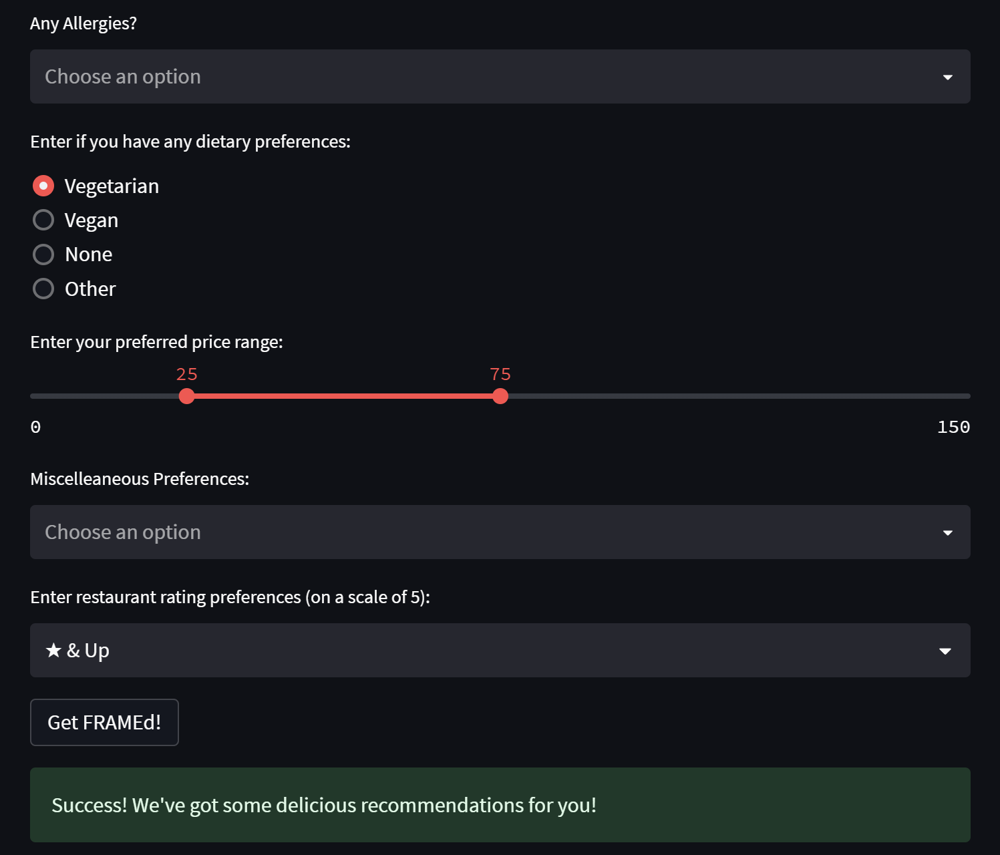 Any Allergies?
Choose an option
Enter if you have any dietary preferences:
Vegetarian
Vegan
None
Other
Enter your preferred price range:
25 75
0 150
Miscelleaneous Preferences:
Choose an option
Enter restaurant rating preferences (on a scale of 5):
★ & Up
Get FRAMEd!
Success! We've got some delicious recommendations for you!